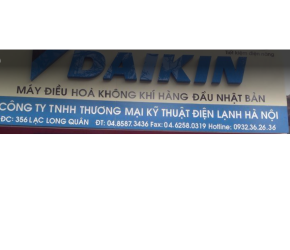 DAIKIN
MÁY ĐIỀU HOÀ KHÔNG KHÍ HÀNG ĐẦU NHẬT BẢN
CÔNG TY TNHH THƯƠNG MẠI KỸ THUẬT ĐIỆN LẠNH HÀ NỘI
ĐC: 356 LẠC LONG QUÂN ĐT: 04.8587.3436 Fax: 04.6258.0319 Hotline: 0932.36.26.36